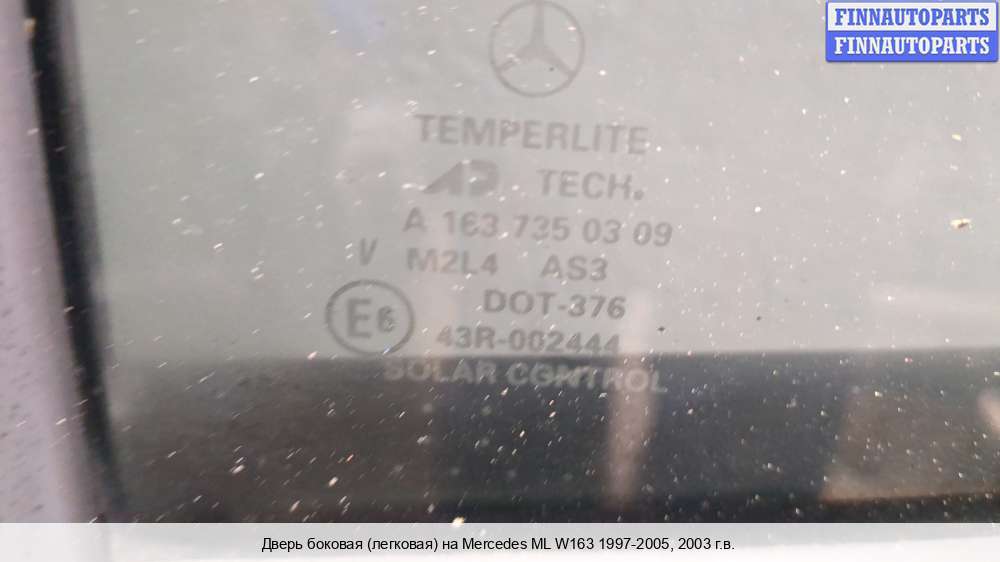 FINNAUTOPARTS
FINNAUTOPARTS
TEMPERLITE
AP TECH.
A 163 735 03 09
V M2L4 AS3
DOT-376
E6 43R-002444
SOLAR CONTROL
Дверь боковая (легковая) на Mercedes ML W163 1997-2005, 2003 г.в.